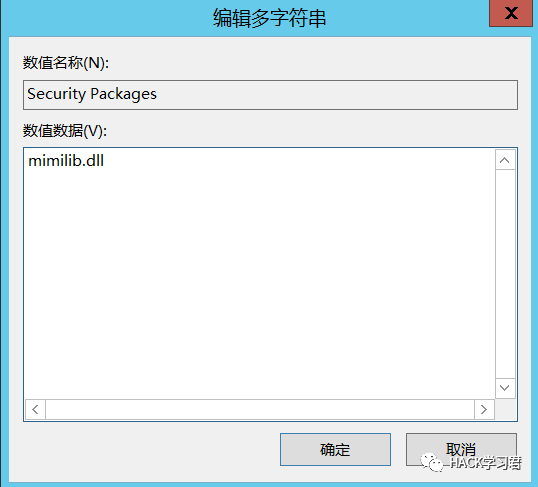 编辑多字符串
X
数值名称(N):
Security Packages
数值数据(V):
mimilib.dll
确定
取消
HACK学习君